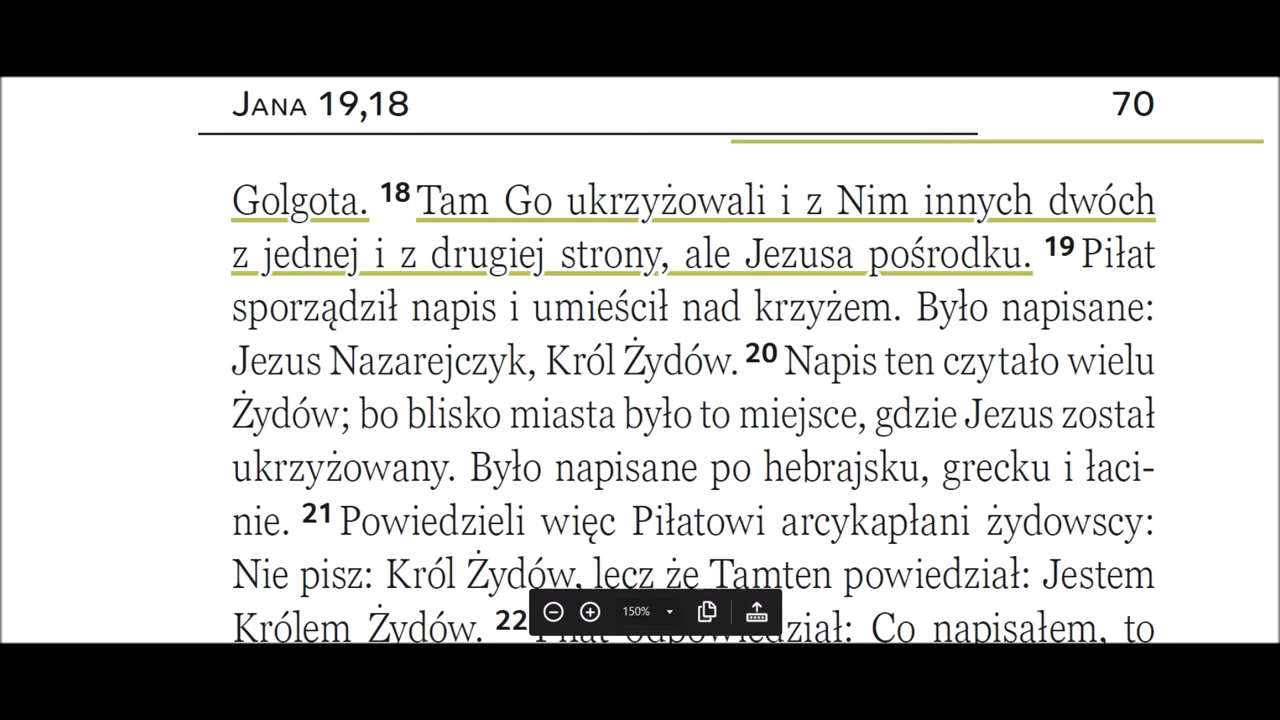 Jana 19,18 70
Golgota. 18 Tam Go ukrzyżowali i z Nim innych dwóch
z jednej i z drugiej strony, ale Jezusa pośrodku. 19 Piłat
sporządził napis i umieścił nad krzyżem. Było napisane:
Jezus Nazarejczyk, Król Żydów. 20 Napis ten czytało wielu
Żydów; bo blisko miasta było to miejsce, gdzie Jezus został
ukrzyżowany. Było napisane po hebrajsku, grecku i łaci-
nie. 21 Powiedzieli więc Piłatowi arcykapłani żydowscy:
Nie pisz: Król Żydów, lecz że Tamten powiedział: Jestem
Królem Żydów. 22 Piłat odpowiedział: Co napisałem, to
150%